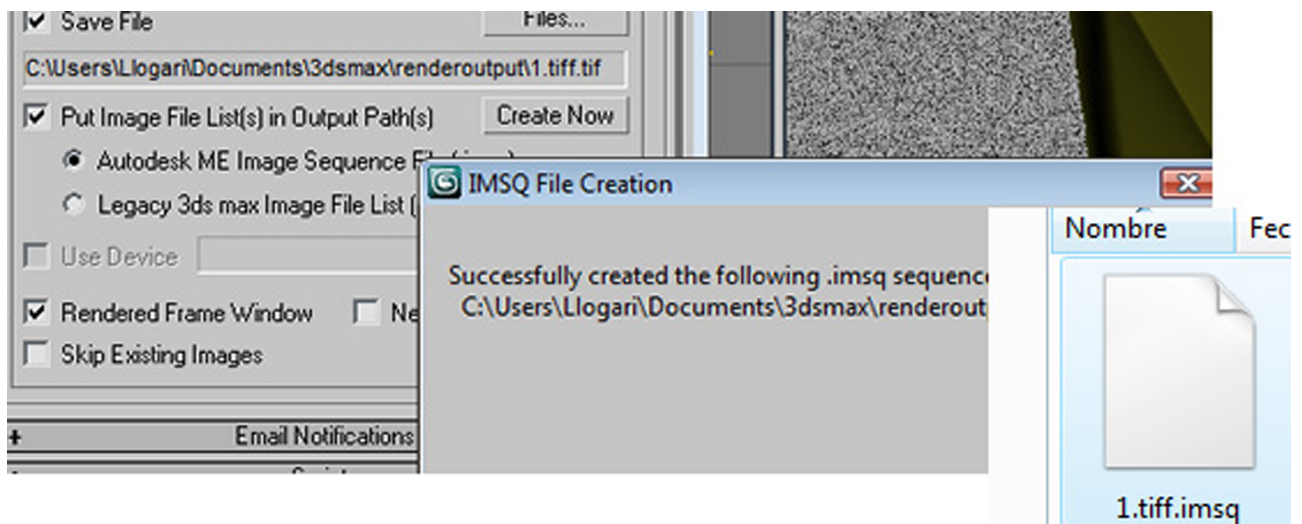 Save File
Files...
C:\Users\Llogari\Documents\3dsmax\renderoutput\1.tiff.tif
Put Image File List(s) in Output Path(s)
Create Now
Autodesk ME Image Sequence
Legacy 3ds max Image File List (
Use Device
Rendered Frame Window
Ne
Skip Existing Images
+ Email Notifications
IMSQ File Creation
Successfully created the following .imsq sequenc
C:\Users\Llogari\Documents\3dsmax\renderout
Nombre
Fec
1.tiff.imsq